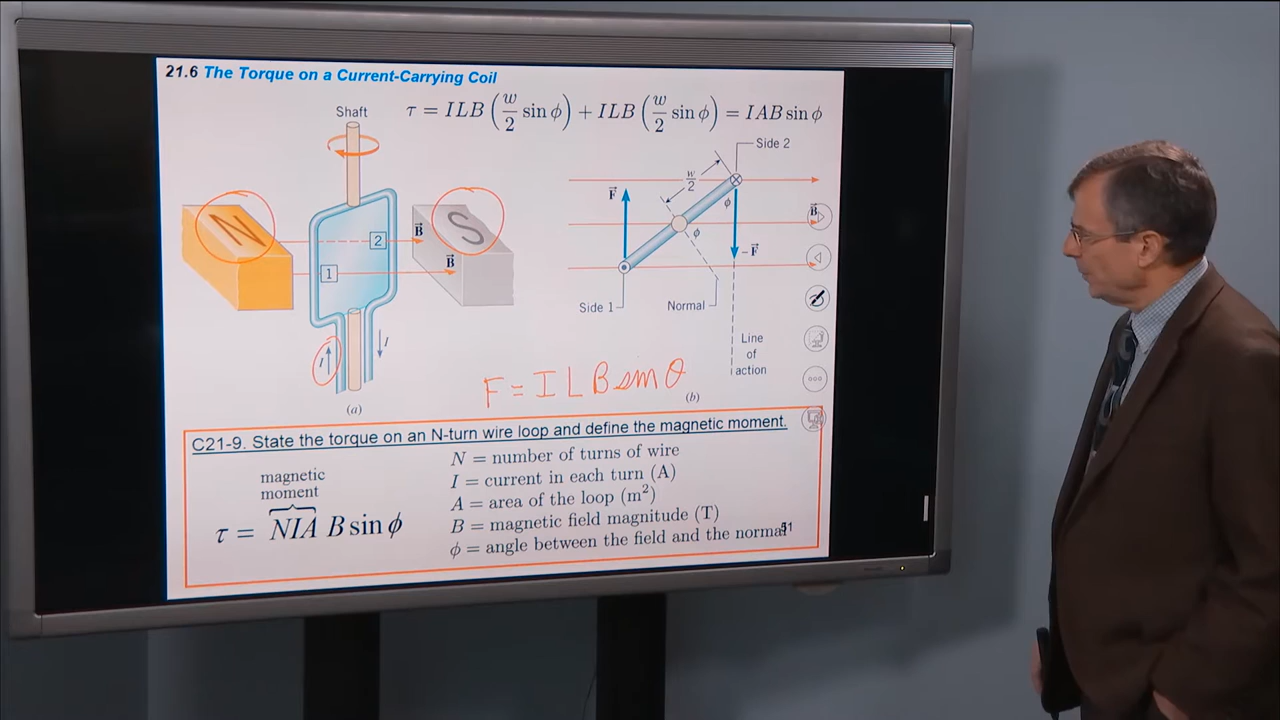 21.6 The Torque on a Current-Carrying Coil
τ = ILB (w/2 sin ϕ) + ILB (w/2 sin ϕ) = IAB sin ϕ
Shaft
N
S
B⃗
B⃗
2
1
I
I
(a)
Side 2
w/2
F⃗
ϕ
ϕ
B⃗
-F⃗
Side 1
Normal
Line
of
action
(b)
F = I L B sin θ
C21-9. State the torque on an N-turn wire loop and define the magnetic moment.
magnetic
moment
τ = NIA B sin ϕ
N = number of turns of wire
I = current in each turn (A)
A = area of the loop (m²)
B = magnetic field magnitude (T)
ϕ = angle between the field and the normal